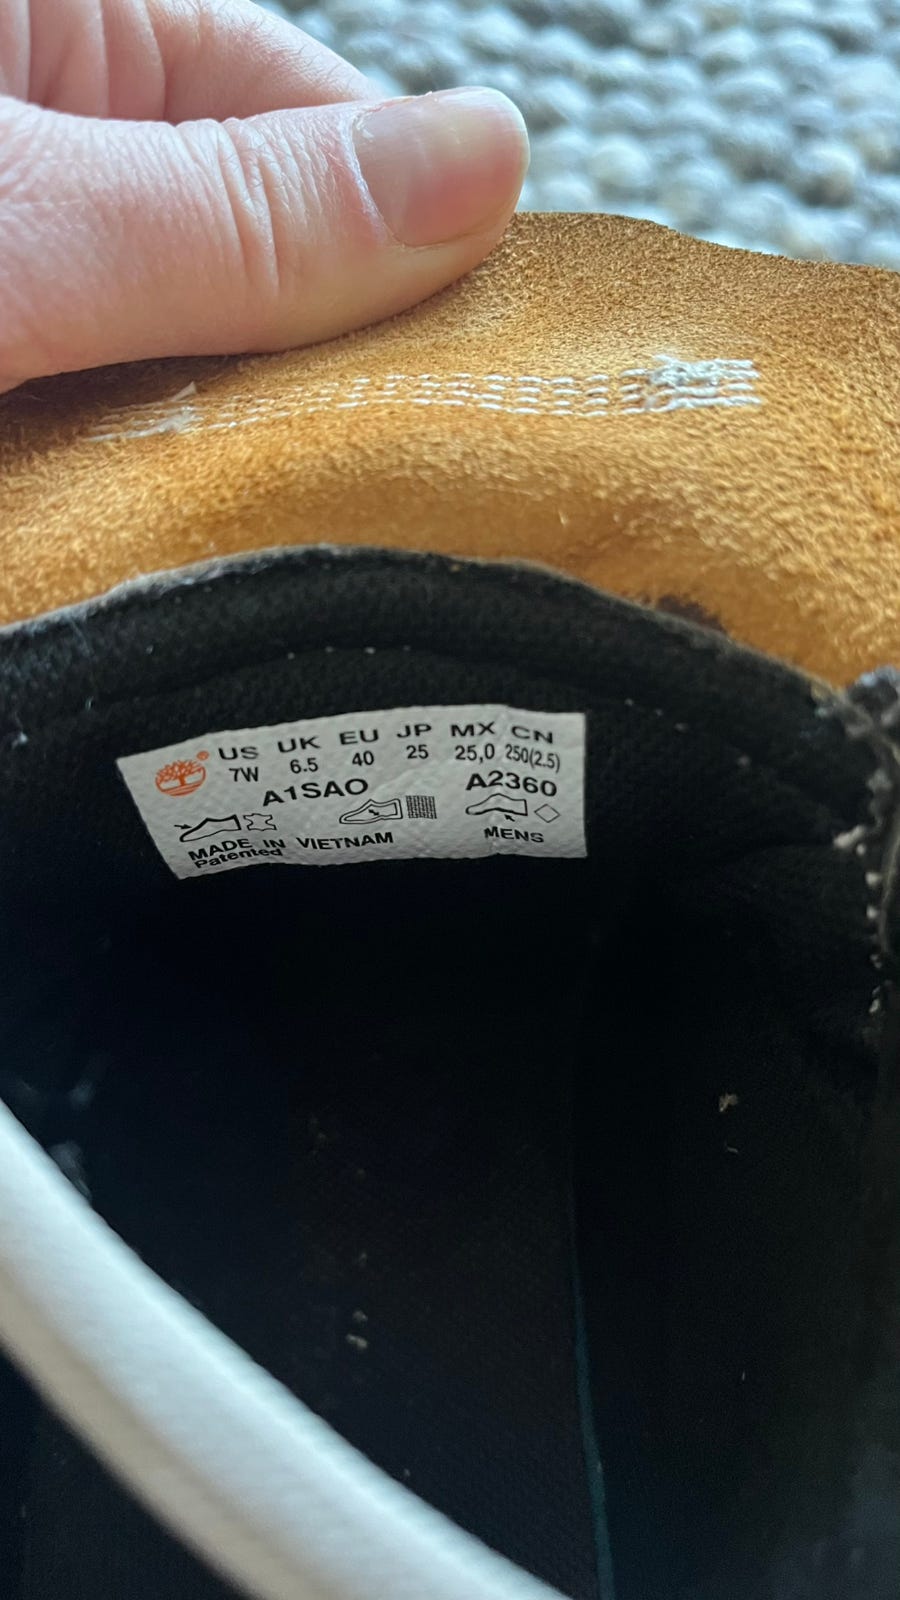 US UK EU JP MX CN
7W 6.5 40 25 25,0 250(2.5)
A1SAO A2360
MADE IN VIETNAM MENS
Patented